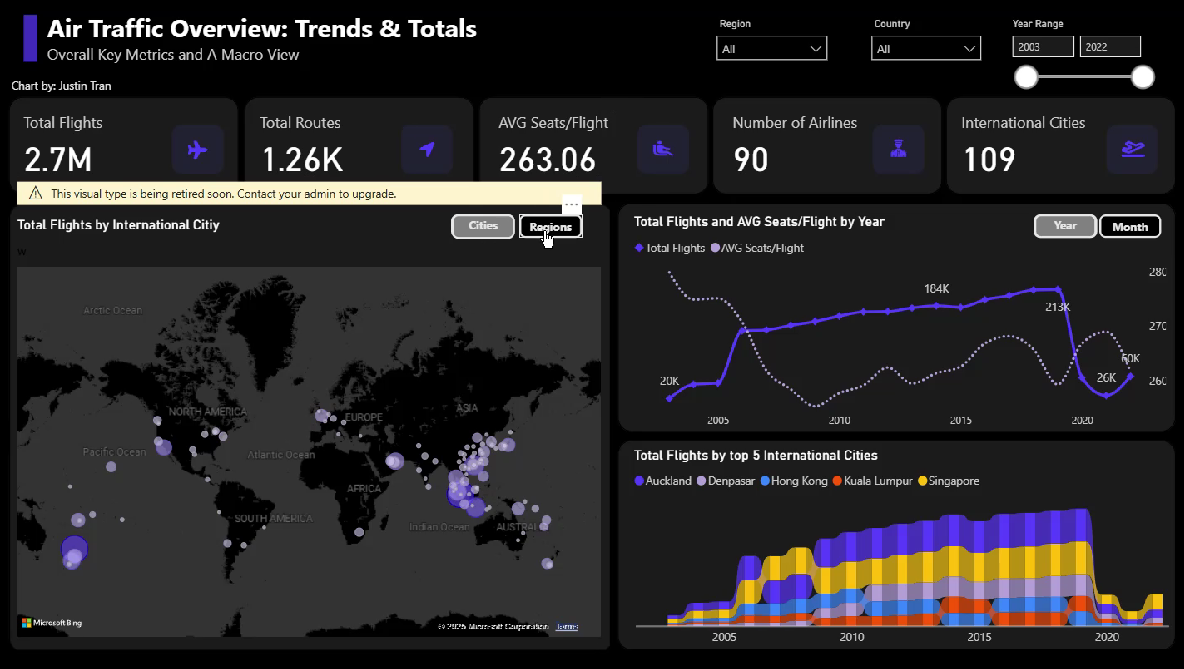 Air Traffic Overview: Trends & Totals
Overall Key Metrics and A Macro View
Chart by: Justin Tran
Region
All
Country
All
Year Range
2003
2022
Total Flights
2.7M
Total Routes
1.26K
AVG Seats/Flight
263.06
Number of Airlines
90
International Cities
109
This visual type is being retired soon. Contact your admin to upgrade.
...
Total Flights by International Citiy
Cities
Regions
w
Arctic Ocean
NORTH AMERICA
EUROPE
ASIA
Pacific Ocean
Atlantic Ocean
AFRICA
SOUTH AMERICA
Indian Ocean
AUSTRAL
Microsoft Bing
© 2025 Microsoft Corporation Terms
Total Flights and AVG Seats/Flight by Year
Year
Month
Total Flights
AVG Seats/Flight
280
184K
213K
270
60K
20K
26K
260
2005
2010
2015
2020
Total Flights by top 5 International Cities
Auckland
Denpasar
Hong Kong
Kuala Lumpur
Singapore
2005
2010
2015
2020